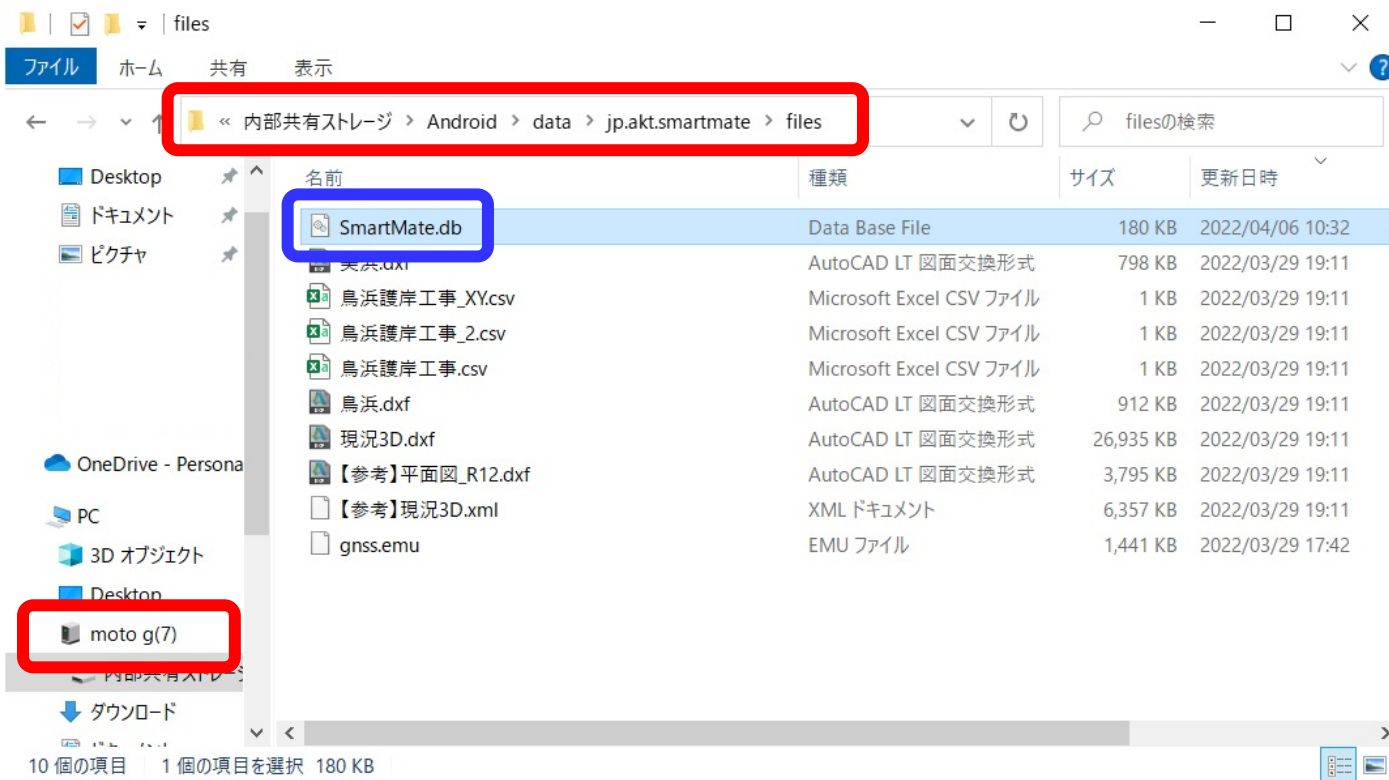 files
ファイル ホーム 共有 表示
« 内部共有ストレージ › Android › data › jp.akt.smartmate › files filesの検索
Desktop
ドキュメント
ピクチャ
OneDrive - Persona
PC
3D オブジェクト
Desktop
moto g(7)
内部共有ストレージ
ダウンロード
名前 種類 サイズ 更新日時
SmartMate.db Data Base File 180 KB 2022/04/06 10:32
美浜.dxf AutoCAD LT 図面交換形式 798 KB 2022/03/29 19:11
鳥浜護岸工事_XY.csv Microsoft Excel CSV ファイル 1 KB 2022/03/29 19:11
鳥浜護岸工事_2.csv Microsoft Excel CSV ファイル 1 KB 2022/03/29 19:11
鳥浜護岸工事.csv Microsoft Excel CSV ファイル 1 KB 2022/03/29 19:11
鳥浜.dxf AutoCAD LT 図面交換形式 912 KB 2022/03/29 19:11
現況3D.dxf AutoCAD LT 図面交換形式 26,935 KB 2022/03/29 19:11
【参考】平面図_R12.dxf AutoCAD LT 図面交換形式 3,795 KB 2022/03/29 19:11
【参考】現況3D.xml XML ドキュメント 6,357 KB 2022/03/29 19:11
gnss.emu EMU ファイル 1,441 KB 2022/03/29 17:42
10 個の項目 1 個の項目を選択 180 KB